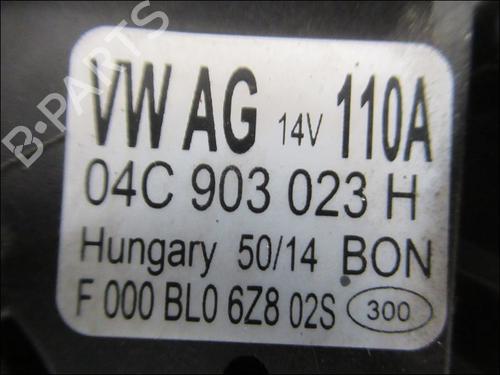 B-PARTS
VW AG 14V 110A
04C 903 023 H
Hungary 50/14 BON
F 000 BL0 6Z8 02S 300